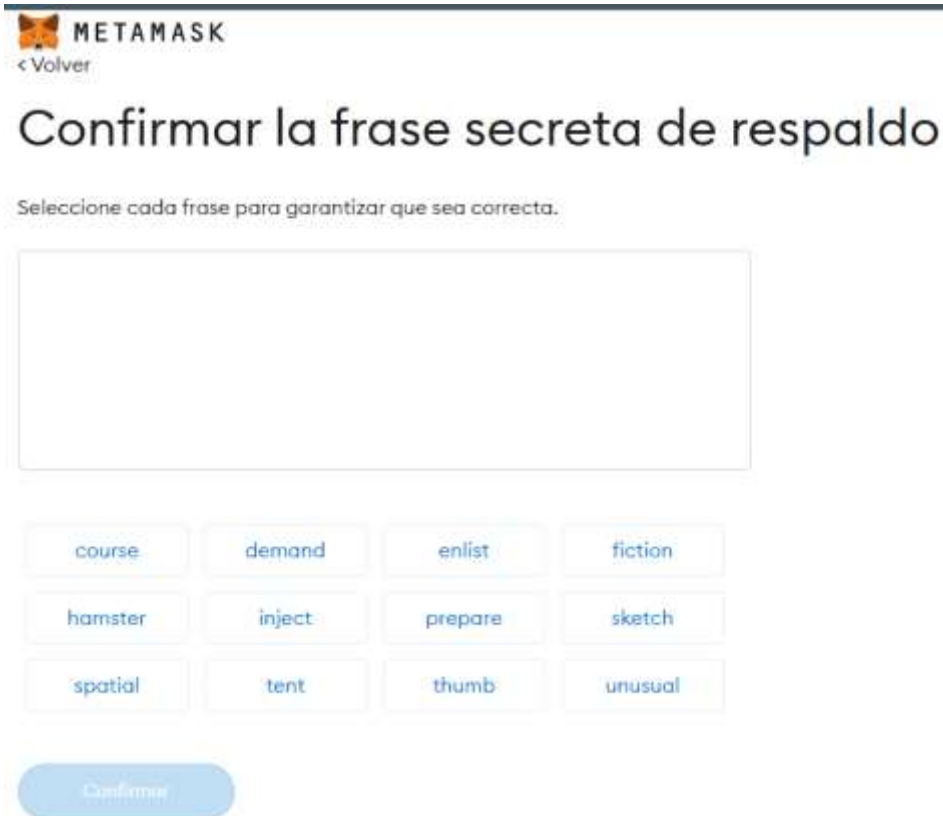 METAMASK
< Volver
Confirmar la frase secreta de respaldo
Seleccione cada frase para garantizar que sea correcta.
course demand enlist fiction
hamster inject prepare sketch
spatial tent thumb unusual
Confirmar